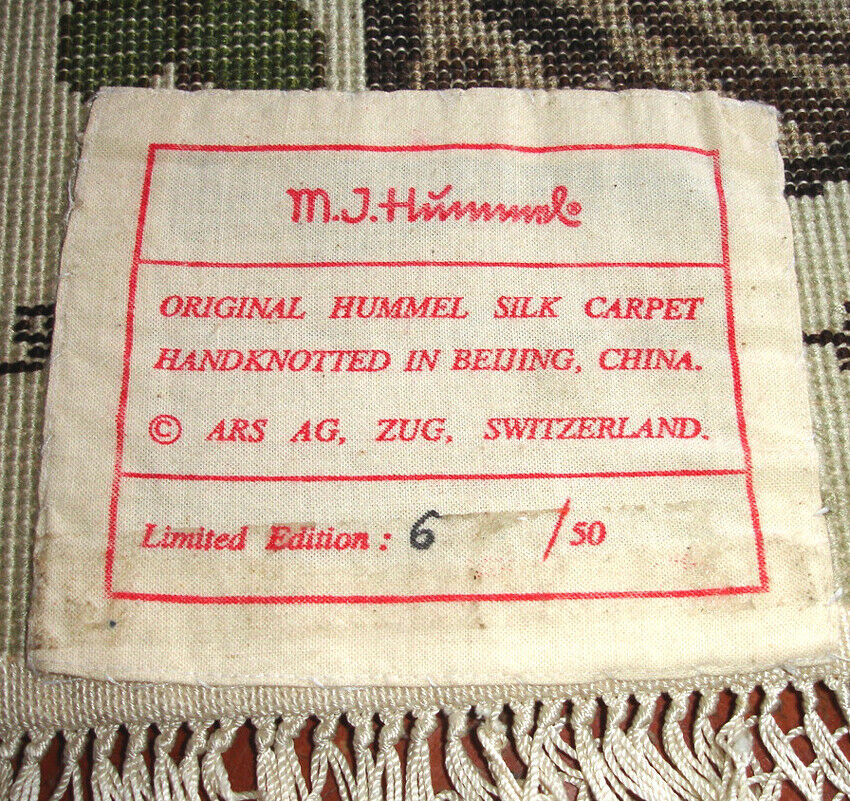 M.J.Hummel®
ORIGINAL HUMMEL SILK CARPET
HANDKNOTTED IN BEIJING, CHINA.
© ARS AG, ZUG, SWITZERLAND.
Limited Edition : 6 /50